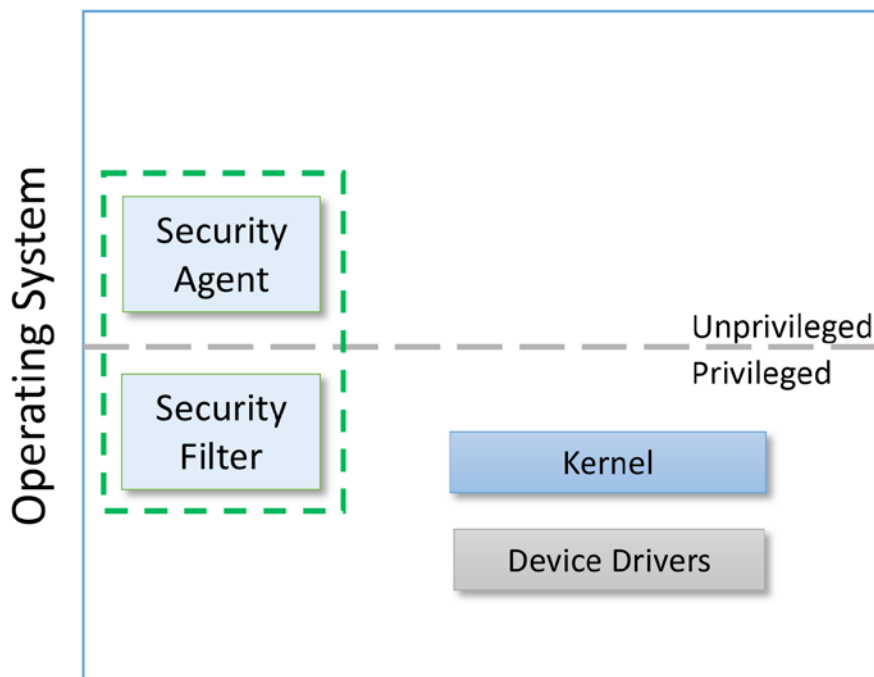 Operating System
Security
Agent
Unprivileged
Privileged
Security
Filter
Kernel
Device Drivers